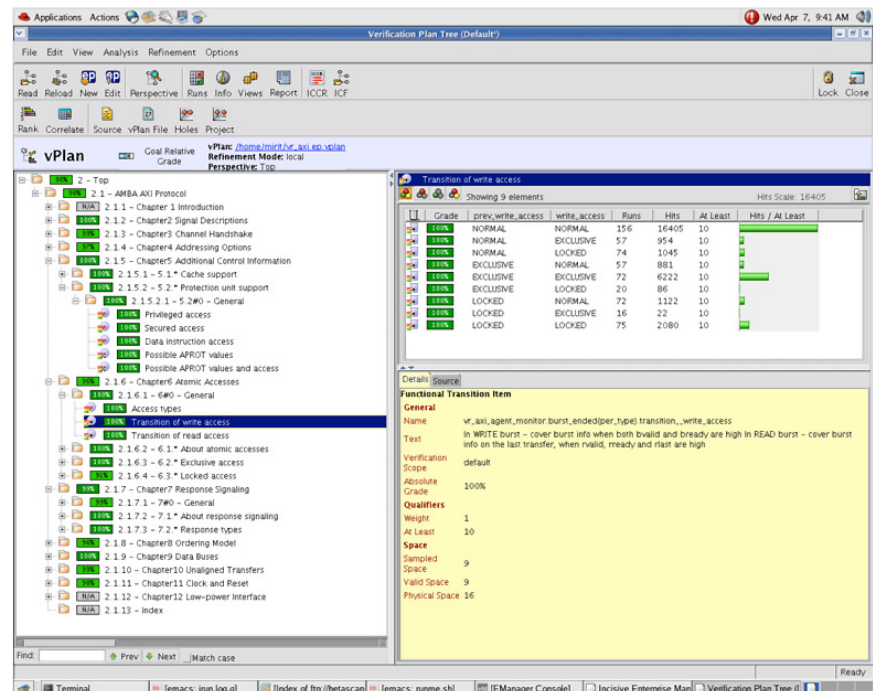 Applications Actions Wed Apr 7, 9:41 AM
Verification Plan Tree (Default*)
File Edit View Analysis Refinement Options
Read Reload New Edit Perspective Runs Info Views Report ICCR ICF Lock Close
Rank Correlate Source vPlan File Holes Project
vPlan
Goal Relative Grade
vPlan: /home/mirit/vr_axi.ep.vplan
Refinement Mode: local
Perspective: Top
2 - Top
2.1 - AMBA AXI Protocol
N/A 2.1.1 - Chapter 1 Introduction
100% 2.1.2 - Chapter2 Signal Descriptions
2.1.3 - Chapter3 Channel Handshake
2.1.4 - Chapter4 Addressing Options
100% 2.1.5 - Chapter5 Additional Control Information
100% 2.1.5.1 - 5.1.* Cache support
100% 2.1.5.2 - 5.2.* Protection unit support
100% 2.1.5.2.1 - 5.2#0 - General
100% Privileged access
100% Secured access
100% Data instruction access
100% Possible APROT values
100% Possible APROT values and access
2.1.6 - Chapter6 Atomic Accesses
100% 2.1.6.1 - 6#0 - General
100% Access types
100% Transition of write access
100% Transition of read access
100% 2.1.6.2 - 6.1.* About atomic accesses
100% 2.1.6.3 - 6.2.* Exclusive access
2.1.6.4 - 6.3.* Locked access
2.1.7 - Chapter7 Response Signaling
2.1.7.1 - 7#0 - General
100% 2.1.7.2 - 7.1.* About response signaling
100% 2.1.7.3 - 7.2.* Response types
2.1.8 - Chapter8 Ordering Model
100% 2.1.9 - Chapter9 Data Buses
2.1.10 - Chapter10 Unaligned Transfers
2.1.11 - Chapter11 Clock and Reset
N/A 2.1.12 - Chapter12 Low-power Interface
N/A 2.1.13 - Index
Find: Prev Next Match case
Transition of write access
Showing 9 elements Hits Scale: 16405
Grade prev_write_access write_access Runs Hits At Least Hits / At Least
100% NORMAL NORMAL 156 16405 10
100% NORMAL EXCLUSIVE 57 954 10
100% NORMAL LOCKED 74 1045 10
100% EXCLUSIVE NORMAL 57 881 10
100% EXCLUSIVE EXCLUSIVE 72 6222 10
100% EXCLUSIVE LOCKED 20 86 10
100% LOCKED NORMAL 72 1122 10
100% LOCKED EXCLUSIVE 16 22 10
100% LOCKED LOCKED 75 2080 10
Details Source
Functional Transition Item
General
Name vr_axi_agent_monitor.burst_ended(per_type).transition__write_access
Text In WRITE burst - cover burst info when both bvalid and bready are high In READ burst - cover burst
info on the last transfer, when rvalid, rready and rlast are high
Verification Scope default
Absolute Grade 100%
Qualifiers
Weight 1
At Least 10
Space
Sampled Space 9
Valid Space 9
Physical Space 16
Ready
Terminal [emacs: irun.log.g] [Index of ftp://betascan [emacs: runme.sh] [EManager Console] Incisive Enterprise Man Verification Plan Tree (